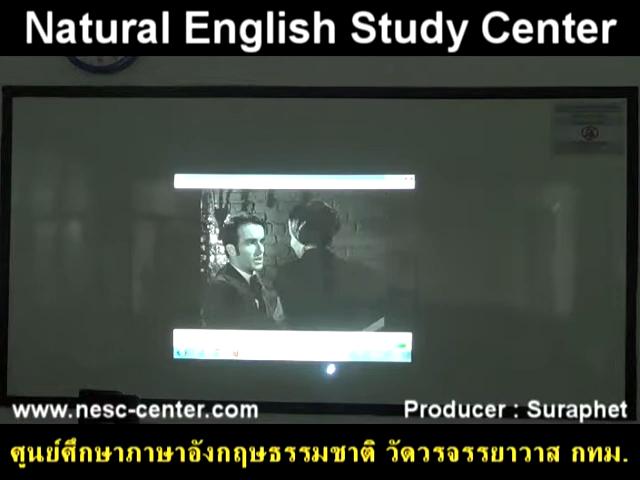 Natural English Study Center
www.nesc-center.com
Producer : Suraphet
ศูนย์ศึกษาภาษาอังกฤษธรรมชาติ วัดวรจรรยาวาส กทม.